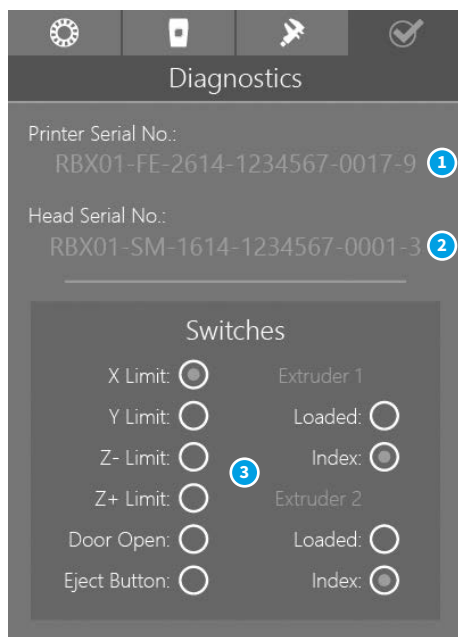 Diagnostics
Printer Serial No.:
RBX01-FE-2614-1234567-0017-9 1
Head Serial No.:
RBX01-SM-1614-1234567-0001-3 2
Switches
X Limit: Extruder 1
Y Limit: Loaded:
Z- Limit: Index:
3
Z+ Limit: Extruder 2
Door Open: Loaded:
Eject Button: Index: